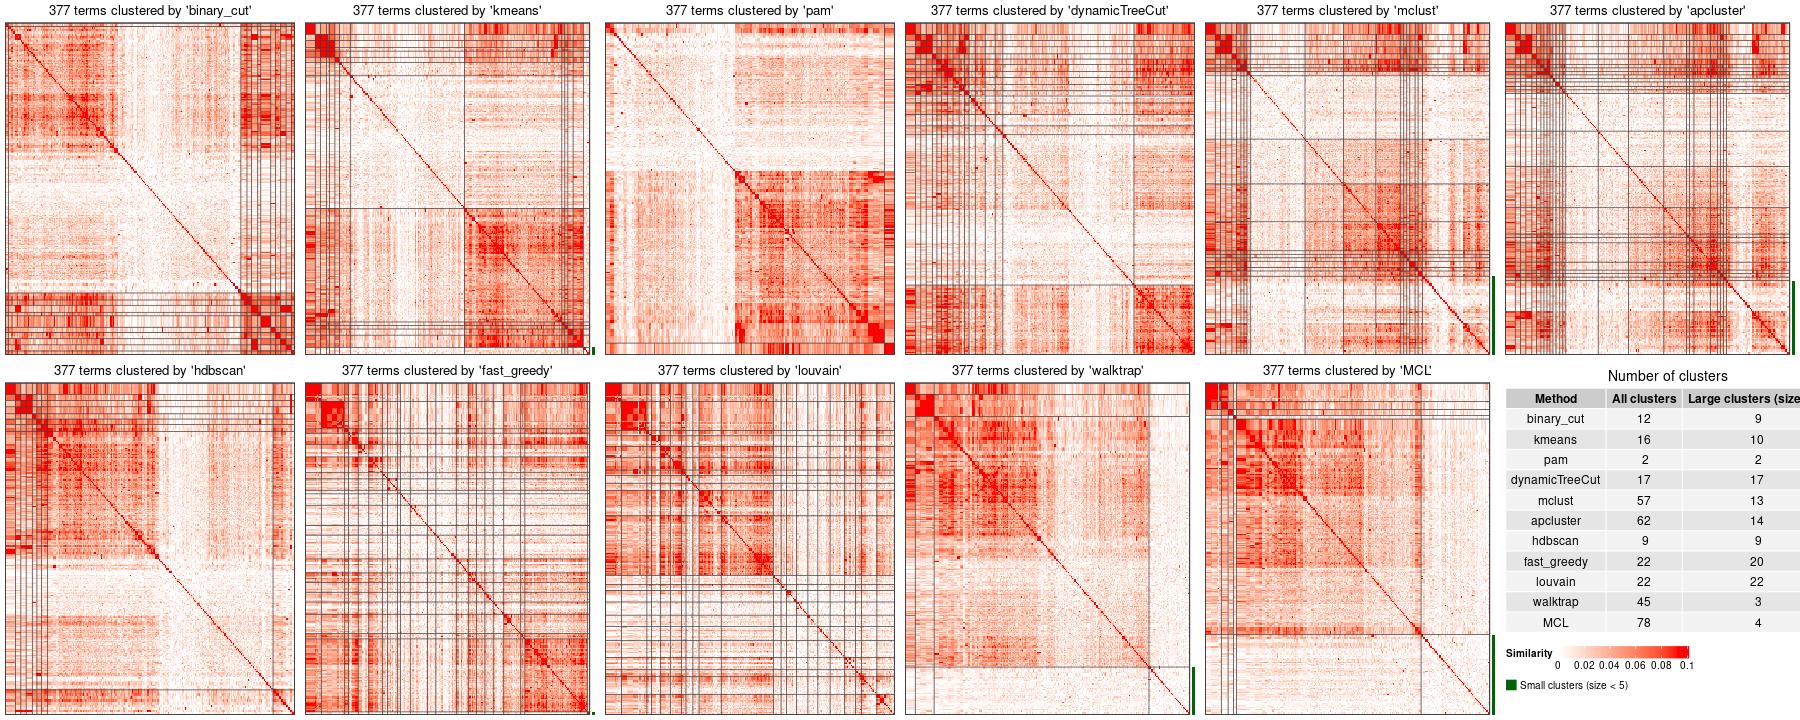 377 terms clustered by 'binary_cut'
377 terms clustered by 'kmeans'
377 terms clustered by 'pam'
377 terms clustered by 'dynamicTreeCut'
377 terms clustered by 'mclust'
377 terms clustered by 'apcluster'
377 terms clustered by 'hdbscan'
377 terms clustered by 'fast_greedy'
377 terms clustered by 'louvain'
377 terms clustered by 'walktrap'
377 terms clustered by 'MCL'
Number of clusters
Method All clusters Large clusters (size
binary_cut 12 9
kmeans 16 10
pam 2 2
dynamicTreeCut 17 17
mclust 57 13
apcluster 62 14
hdbscan 9 9
fast_greedy 22 20
louvain 22 22
walktrap 45 3
MCL 78 4
Similarity
0 0.02 0.04 0.06 0.08 0.1
Small clusters (size < 5)